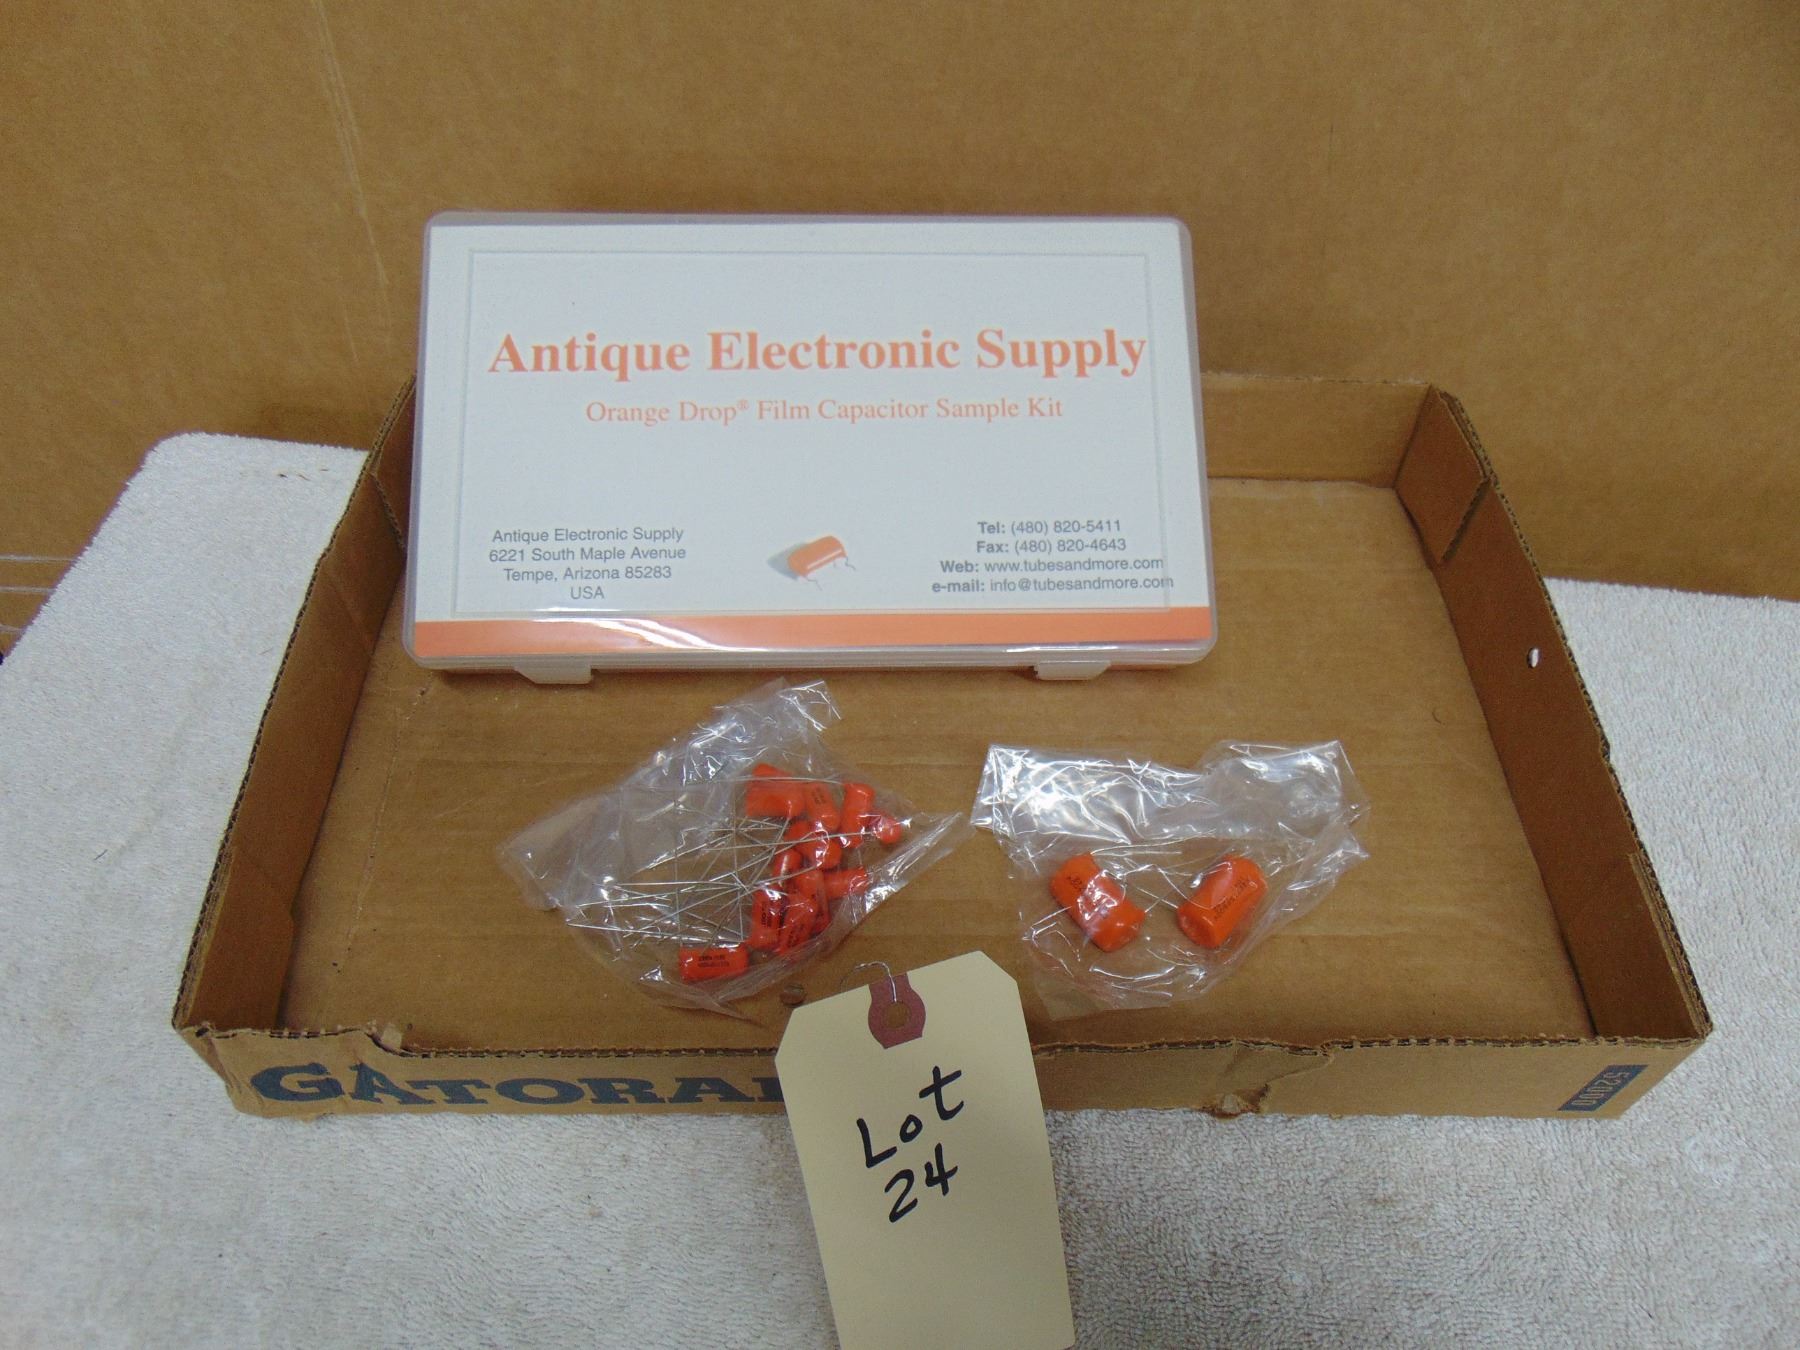 Antique Electronic Supply
Orange Drop® Film Capacitor Sample Kit
Antique Electronic Supply
6221 South Maple Avenue
Tempe, Arizona 85283
USA
Tel: (480) 820-5411
Fax: (480) 820-4643
Web: www.tubesandmore.com
e-mail: info@tubesandmore.com
GATORA
52000
Lot
24